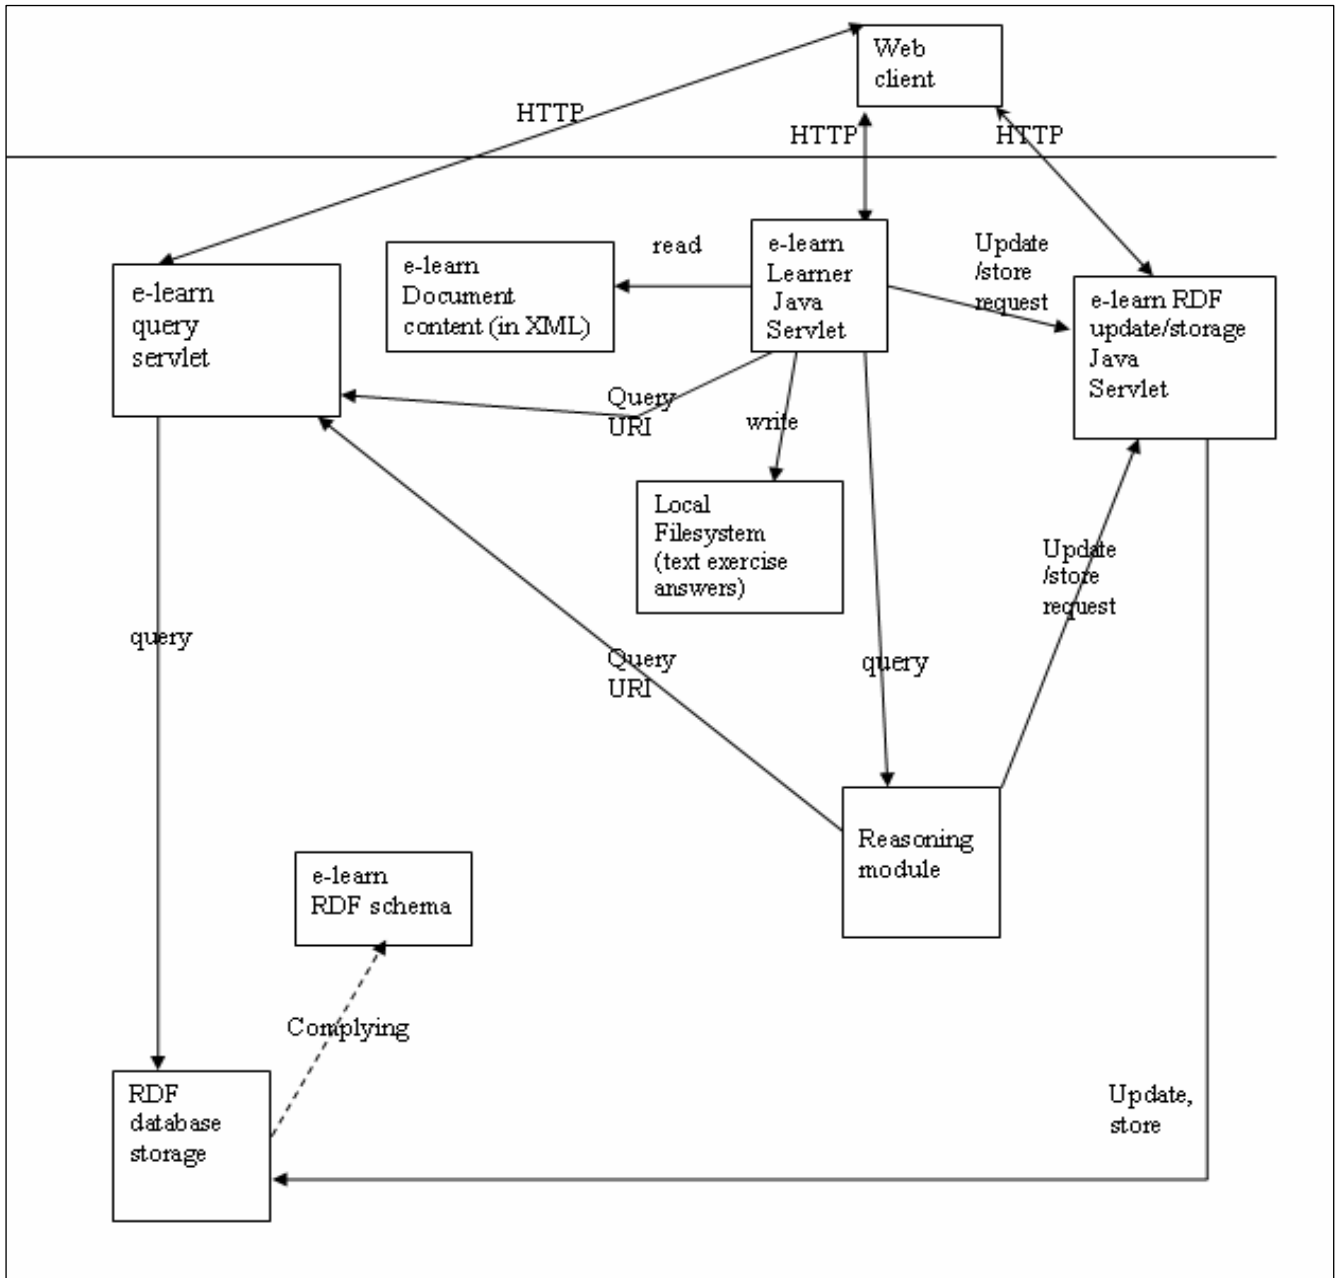 Web
client
HTTP
HTTP
HTTP
e-learn
query
servlet
e-learn
Document
content (in XML)
read
e-learn
Learner
Java
Servlet
Update
/store
request
e-learn RDF
update/storage
Java
Servlet
Query
URI
write
Local
Filesystem
(text exercise
answers)
query
Query
URI
query
Update
/store
request
Reasoning
module
e-learn
RDF schema
Complying
RDF
database
storage
Update,
store